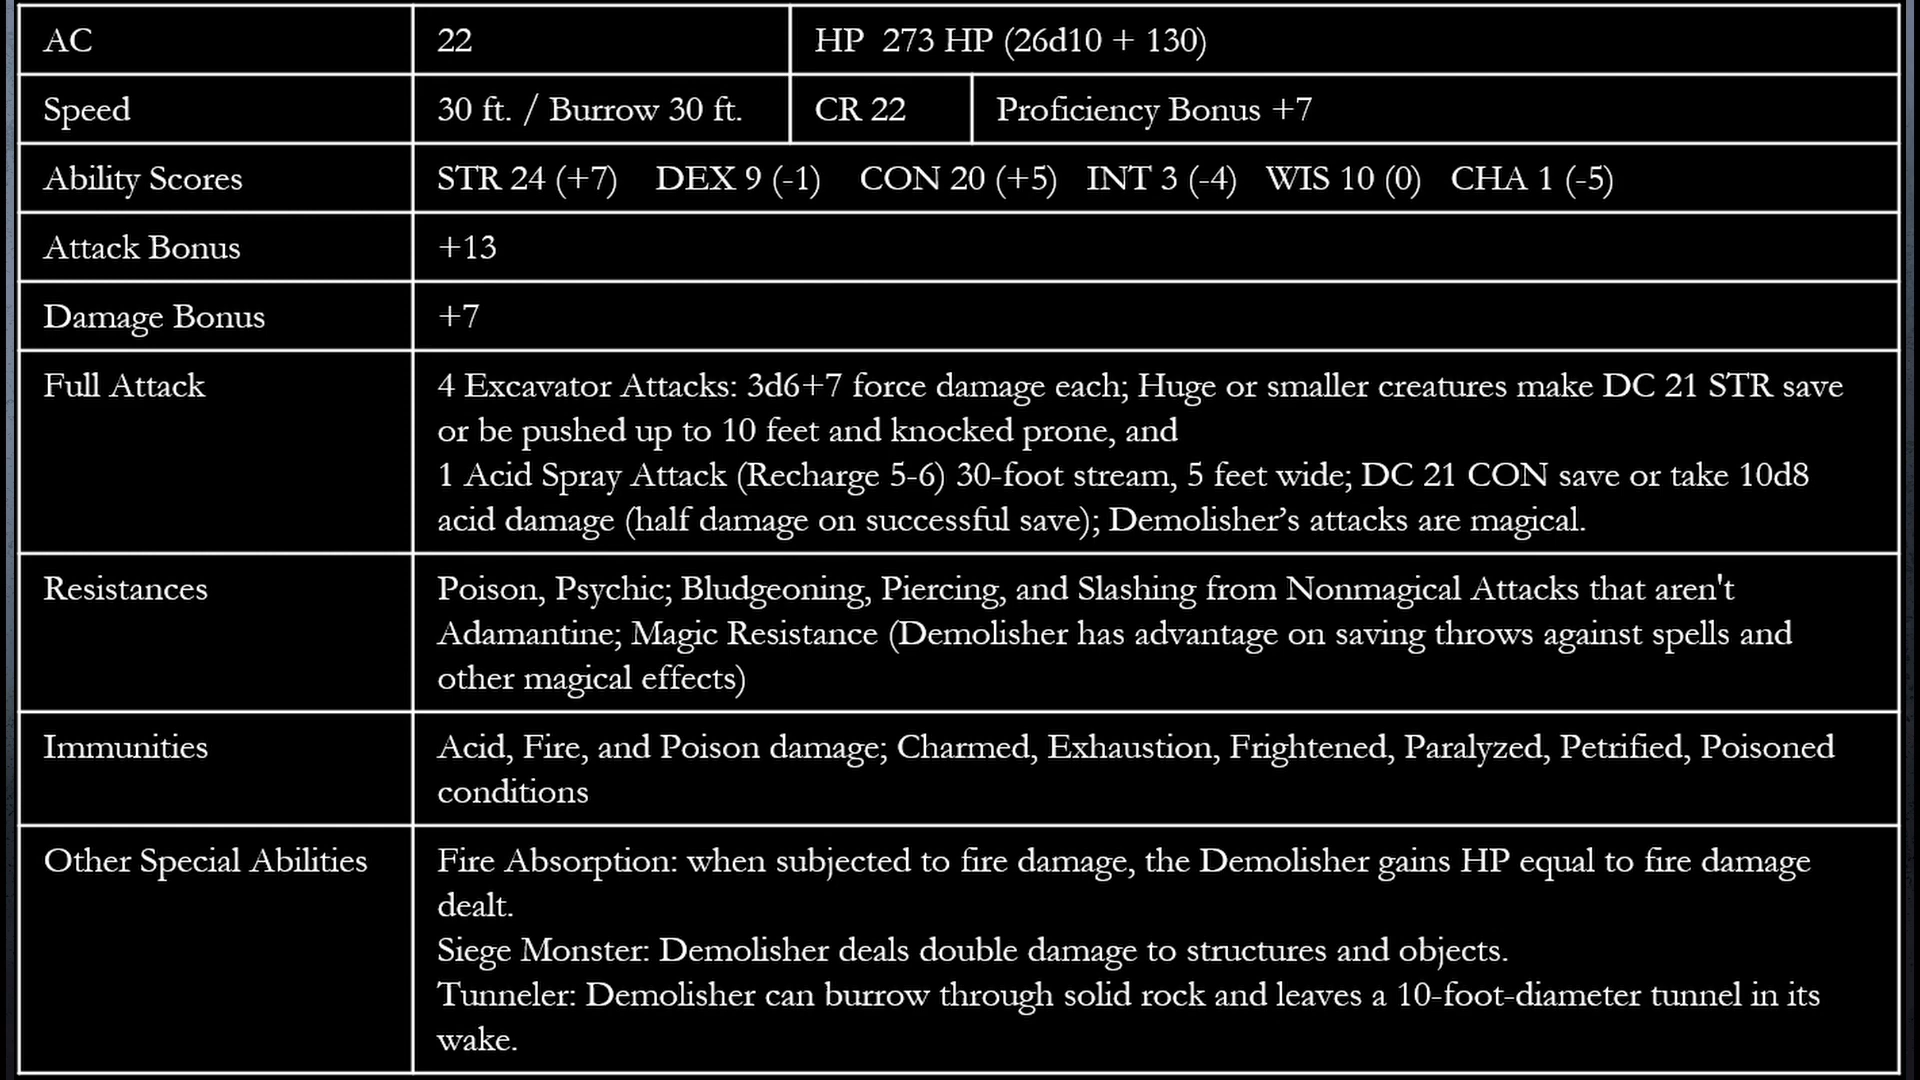 AC 22 HP 273 HP (26d10 + 130)
Speed 30 ft. / Burrow 30 ft. CR 22 Proficiency Bonus +7
Ability Scores STR 24 (+7) DEX 9 (-1) CON 20 (+5) INT 3 (-4) WIS 10 (0) CHA 1 (-5)
Attack Bonus +13
Damage Bonus +7
Full Attack 4 Excavator Attacks: 3d6+7 force damage each; Huge or smaller creatures make DC 21 STR save
or be pushed up to 10 feet and knocked prone, and
1 Acid Spray Attack (Recharge 5-6) 30-foot stream, 5 feet wide; DC 21 CON save or take 10d8
acid damage (half damage on successful save); Demolisher’s attacks are magical.
Resistances Poison, Psychic; Bludgeoning, Piercing, and Slashing from Nonmagical Attacks that aren't
Adamantine; Magic Resistance (Demolisher has advantage on saving throws against spells and
other magical effects)
Immunities Acid, Fire, and Poison damage; Charmed, Exhaustion, Frightened, Paralyzed, Petrified, Poisoned
conditions
Other Special Abilities Fire Absorption: when subjected to fire damage, the Demolisher gains HP equal to fire damage
dealt.
Siege Monster: Demolisher deals double damage to structures and objects.
Tunneler: Demolisher can burrow through solid rock and leaves a 10-foot-diameter tunnel in its
wake.